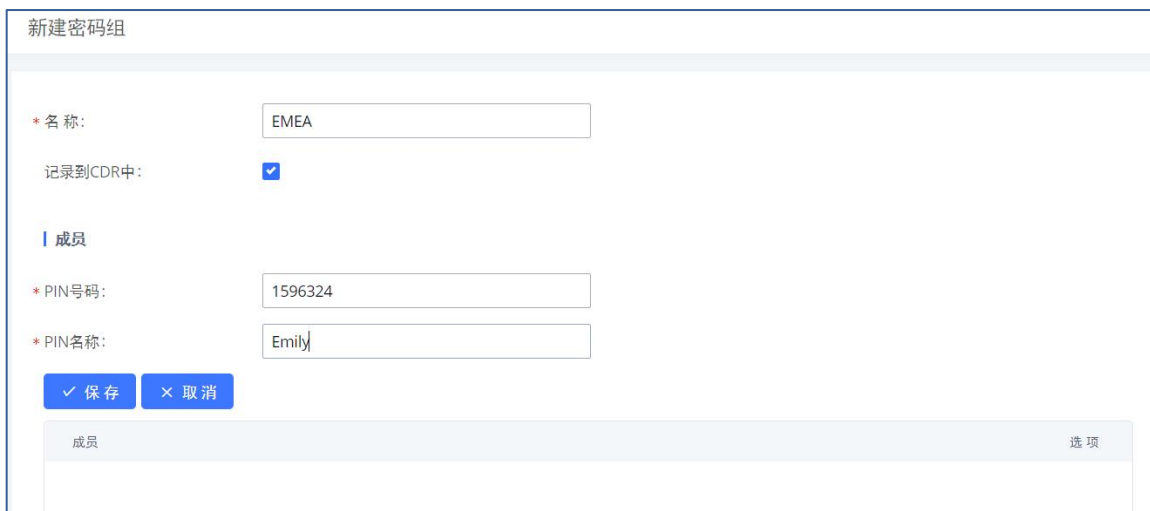 新建密码组
* 名 称： EMEA
记录到CDR中：
成员
* PIN号码： 1596324
* PIN名称： Emily
保 存 取 消
成员 选 项